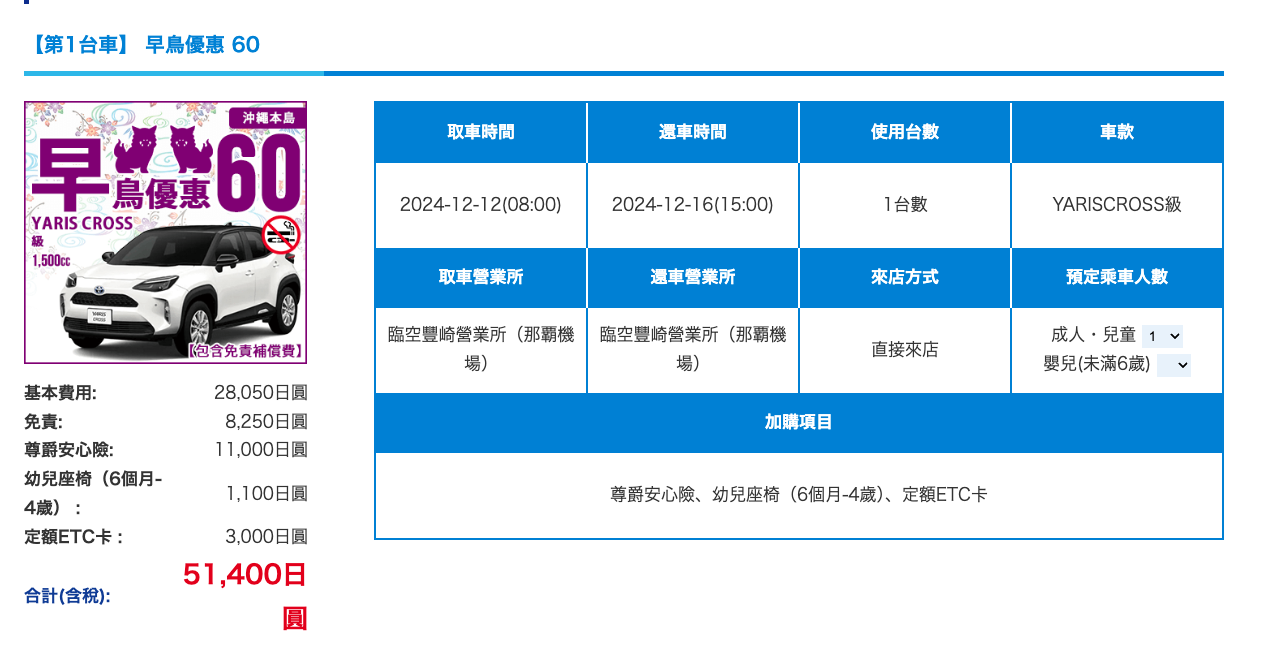 【第1台車】 早鳥優惠 60
沖繩本島
早鳥優惠60
YARIS CROSS
級
1,500cc
YARIS
CROSS
【包含免責補償費】
基本費用: 28,050日圓
免責: 8,250日圓
尊爵安心險: 11,000日圓
幼兒座椅（6個月-
4歲）： 1,100日圓
定額ETC卡 : 3,000日圓
合計(含稅): 51,400日
圓
取車時間 還車時間 使用台數 車款
2024-12-12(08:00) 2024-12-16(15:00) 1台數 YARISCROSS級
取車營業所 還車營業所 來店方式 預定乘車人數
臨空豐崎營業所（那覇機
場） 臨空豐崎營業所（那覇機
場） 直接來店 成人・兒童 1
嬰兒(未滿6歲)
加購項目
尊爵安心險、幼兒座椅（6個月-4歲）、定額ETC卡